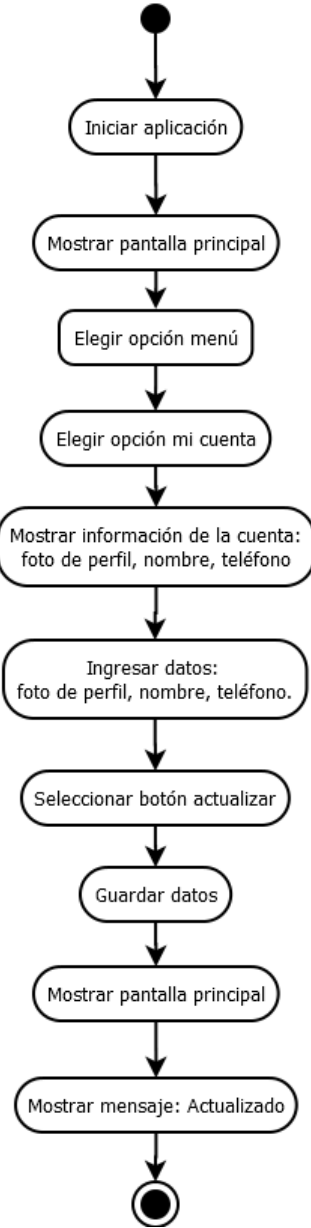 Iniciar aplicación
Mostrar pantalla principal
Elegir opción menú
Elegir opción mi cuenta
Mostrar información de la cuenta:
foto de perfil, nombre, teléfono
Ingresar datos:
foto de perfil, nombre, teléfono.
Seleccionar botón actualizar
Guardar datos
Mostrar pantalla principal
Mostrar mensaje: Actualizado